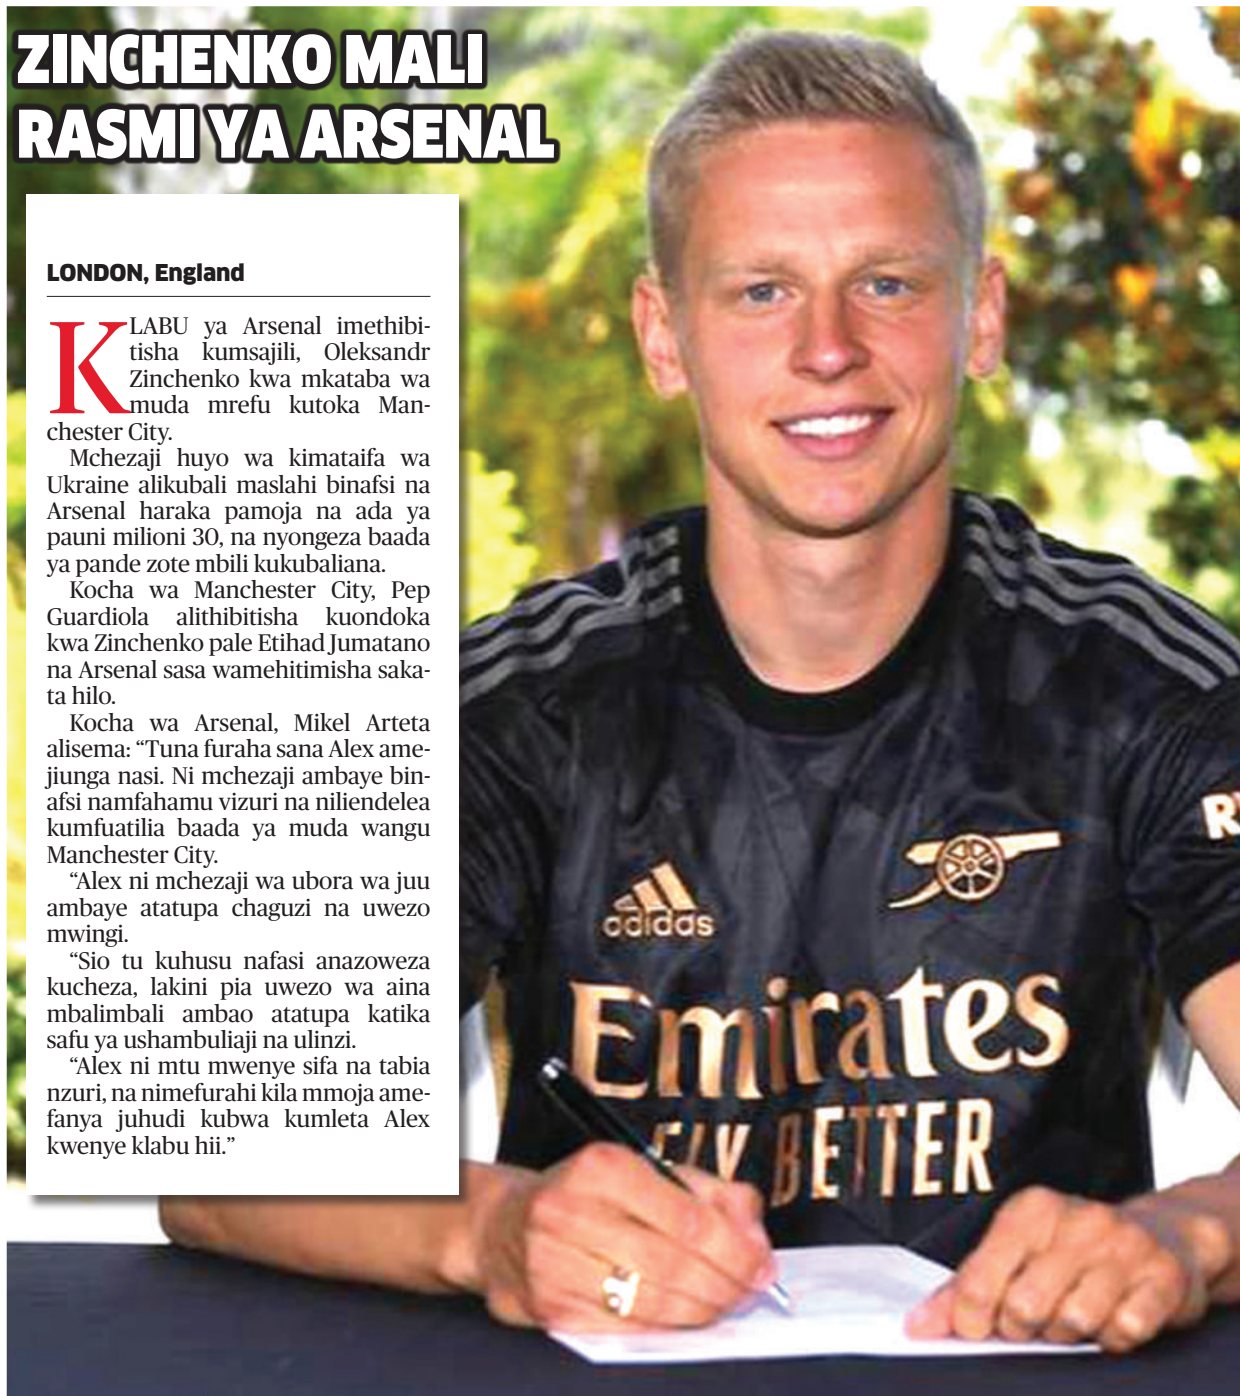 ZINCHENKO MALI
RASMI YA ARSENAL
LONDON, England
KLABU ya Arsenal imethibi-
tisha kumsajili, Oleksandr
Zinchenko kwa mkataba wa
muda mrefu kutoka Man-
chester City.
Mchezaji huyo wa kimataifa wa
Ukraine alikubali maslahi binafsi na
Arsenal haraka pamoja na ada ya
pauni milioni 30, na nyongeza baada
ya pande zote mbili kukubaliana.
Kocha wa Manchester City, Pep
Guardiola alithibitisha kuondoka
kwa Zinchenko pale Etihad Jumatano
na Arsenal sasa wamehitimisha saka-
ta hilo.
Kocha wa Arsenal, Mikel Arteta
alisema: “Tuna furaha sana Alex ame-
jiunga nasi. Ni mchezaji ambaye bin-
afsi namfahamu vizuri na niliendelea
kumfuatilia baada ya muda wangu
Manchester City.
“Alex ni mchezaji wa ubora wa juu
ambaye atatupa chaguzi na uwezo
mwingi.
“Sio tu kuhusu nafasi anazoweza
kucheza, lakini pia uwezo wa aina
mbalimbali ambao atatupa katika
safu ya ushambuliaji na ulinzi.
“Alex ni mtu mwenye sifa na tabia
nzuri, na nimefurahi kila mmoja ame-
fanya juhudi kubwa kumleta Alex
kwenye klabu hii.”
adidas
Emirates
FLY BETTER